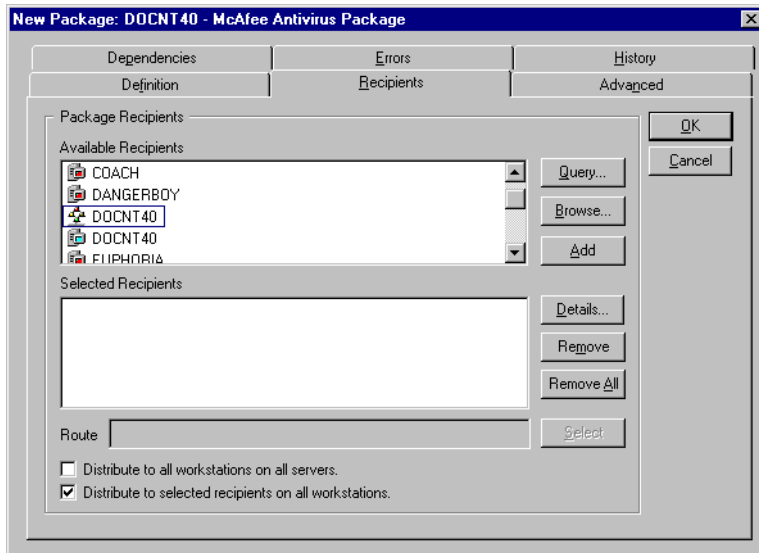 New Package: DOCNT40 - McAfee Antivirus Package
Dependencies
Errors
History
Definition
Recipients
Advanced
Package Recipients
OK
Cancel
Available Recipients
COACH
DANGERBOY
DOCNT40
DOCNT40
EUPHORIA
Query...
Browse...
Add
Selected Recipients
Details...
Remove
Remove All
Route
Select
Distribute to all workstations on all servers.
Distribute to selected recipients on all workstations.